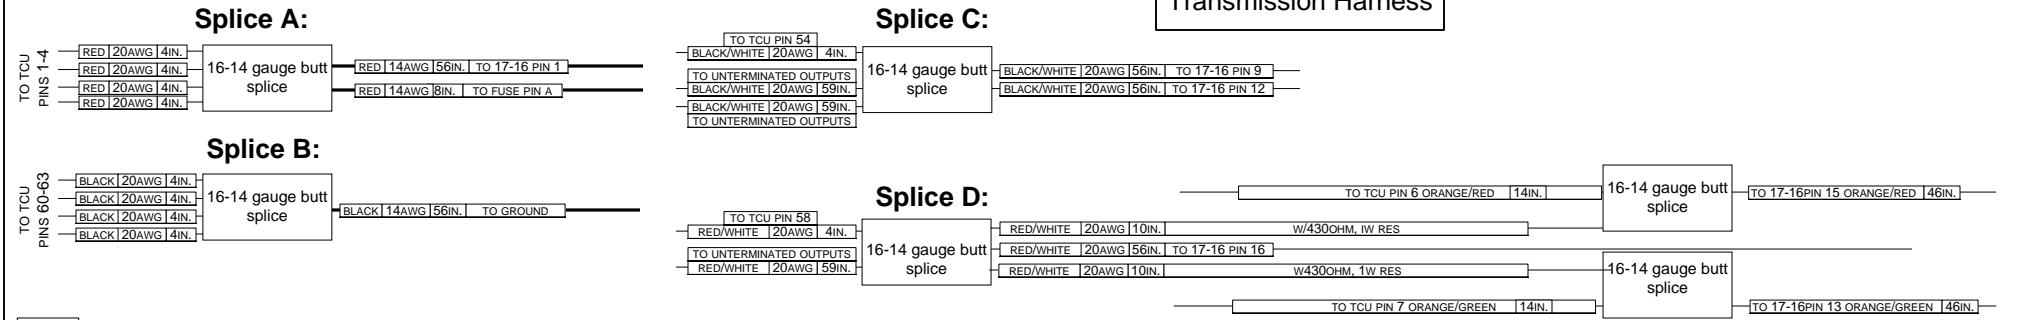 Transmission Harness
Splice A:
TO TCU
PINS 1-4
RED 20AWG 4IN.
RED 20AWG 4IN.
RED 20AWG 4IN.
RED 20AWG 4IN.
16-14 gauge butt
splice
RED 14AWG 56IN. TO 17-16 PIN 1
RED 14AWG 8IN. TO FUSE PIN A
Splice B:
TO TCU
PINS 60-63
BLACK 20AWG 4IN.
BLACK 20AWG 4IN.
BLACK 20AWG 4IN.
BLACK 20AWG 4IN.
16-14 gauge butt
splice
BLACK 14AWG 56IN. TO GROUND
Splice C:
TO TCU PIN 54
BLACK/WHITE 20AWG 4IN.
TO UNTERMINATED OUTPUTS
BLACK/WHITE 20AWG 59IN.
BLACK/WHITE 20AWG 59IN.
TO UNTERMINATED OUTPUTS
16-14 gauge butt
splice
BLACK/WHITE 20AWG 56IN. TO 17-16 PIN 9
BLACK/WHITE 20AWG 56IN. TO 17-16 PIN 12
Splice D:
TO TCU PIN 58
RED/WHITE 20AWG 4IN.
TO UNTERMINATED OUTPUTS
RED/WHITE 20AWG 59IN.
16-14 gauge butt
splice
RED/WHITE 20AWG 10IN. W/430OHM, IW RES
RED/WHITE 20AWG 56IN. TO 17-16 PIN 16
RED/WHITE 20AWG 10IN. W430OHM, 1W RES
TO TCU PIN 6 ORANGE/RED 14IN.
16-14 gauge butt
splice
TO 17-16PIN 15 ORANGE/RED 46IN.
16-14 gauge butt
splice
TO TCU PIN 7 ORANGE/GREEN 14IN.
TO 17-16PIN 13 ORANGE/GREEN 46IN.